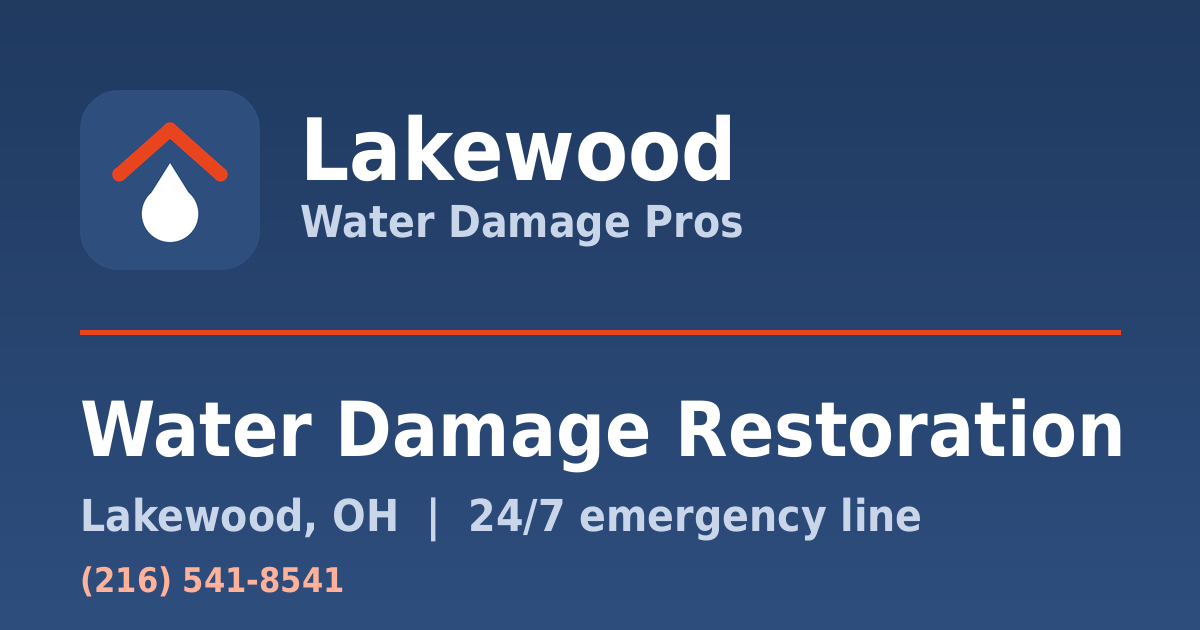 Lakewood
Water Damage Pros
Water Damage Restoration
Lakewood, OH | 24/7 emergency line
(216) 541-8541